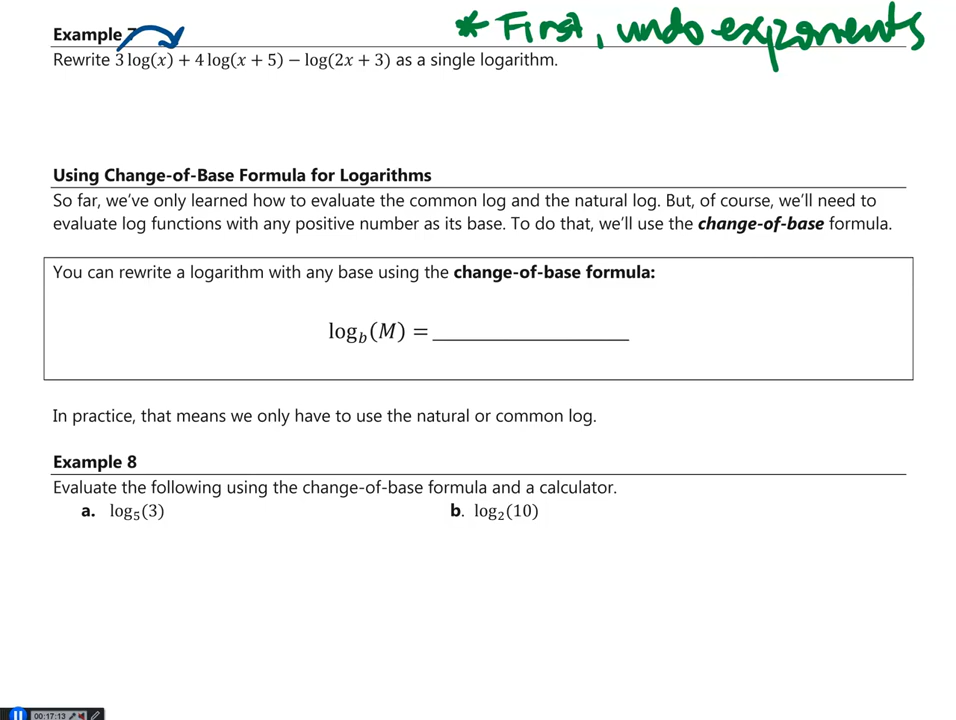 Example 7
* First, undo exponents
Rewrite 3 log(x) + 4 log(x + 5) − log(2x + 3) as a single logarithm.
Using Change-of-Base Formula for Logarithms
So far, we've only learned how to evaluate the common log and the natural log. But, of course, we'll need to
evaluate log functions with any positive number as its base. To do that, we'll use the change-of-base formula.
You can rewrite a logarithm with any base using the change-of-base formula:
log_b(M) = ____________________
In practice, that means we only have to use the natural or common log.
Example 8
Evaluate the following using the change-of-base formula and a calculator.
a. log₅(3) b. log₂(10)
00:17:13